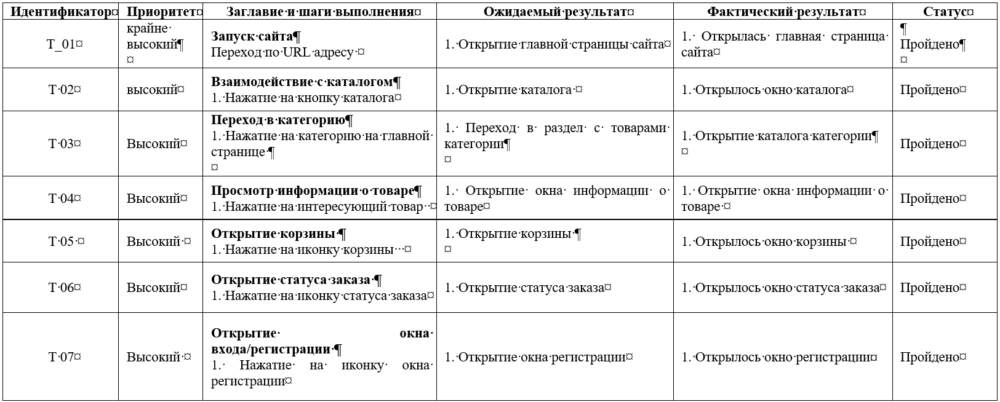 Идентификатор Приоритет Заглавие и шаги выполнения Ожидаемый результат Фактический результат Статус
Т_01
крайне
высокий
Запуск сайта
Переход по URL адресу
1. Открытие главной страницы сайта
1. Открылась главная страница
сайта
Пройдено
Т 02
высокий
Взаимодействие с каталогом
1. Нажатие на кнопку каталога
1. Открытие каталога
1. Открылось окно каталога
Пройдено
Т 03
Высокий
Переход в категорию
1. Нажатие на категорию на главной
странице
1. Переход в раздел с товарами
категории
1. Открытие каталога категории
Пройдено
Т 04
Высокий
Просмотр информации о товаре
1. Нажатие на интересующий товар
1. Открытие окна информации о
товаре
1. Открытие окна информации о
товаре
Пройдено
Т 05
Высокий
Открытие корзины
1. Нажатие на иконку корзины
1. Открытие корзины
1. Открылось окно корзины
Пройдено
Т 06
Высокий
Открытие статуса заказа
1. Нажатие на иконку статуса заказа
1. Открытие статуса заказа
1. Открылось окно статуса заказа
Пройдено
Т 07
Высокий
Открытие окна
входа/регистрации
1. Нажатие на иконку окна
регистрации
1. Открытие окна регистрации
1. Открылось окно регистрации
Пройдено